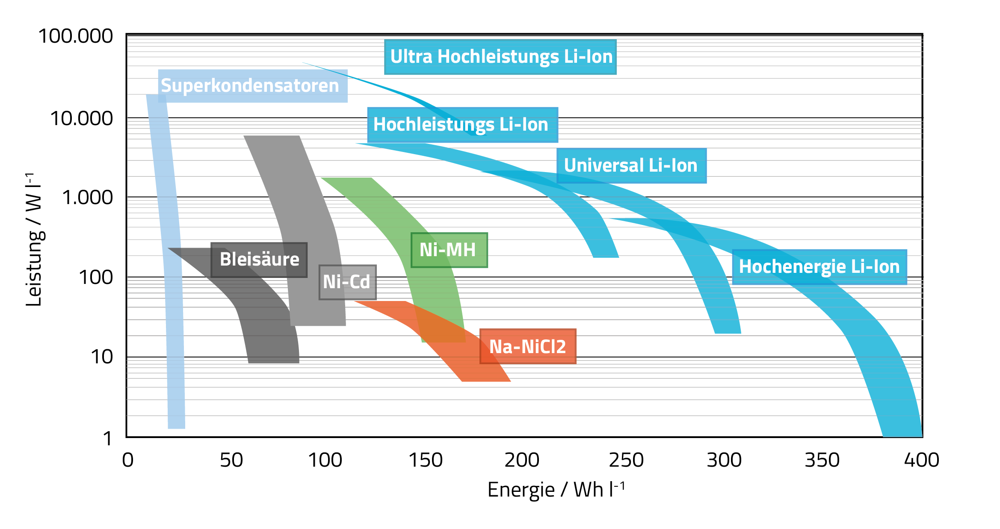 100.000
Ultra Hochleistungs Li-Ion
Superkondensatoren
10.000
Hochleistungs Li-Ion
Universal Li-Ion
1.000
Leistung / W l⁻¹
Ni-MH
Bleisäure
Hochenergie Li-Ion
100
Ni-Cd
Na-NiCl2
10
1
0 50 100 150 200 250 300 350 400
Energie / Wh l⁻¹